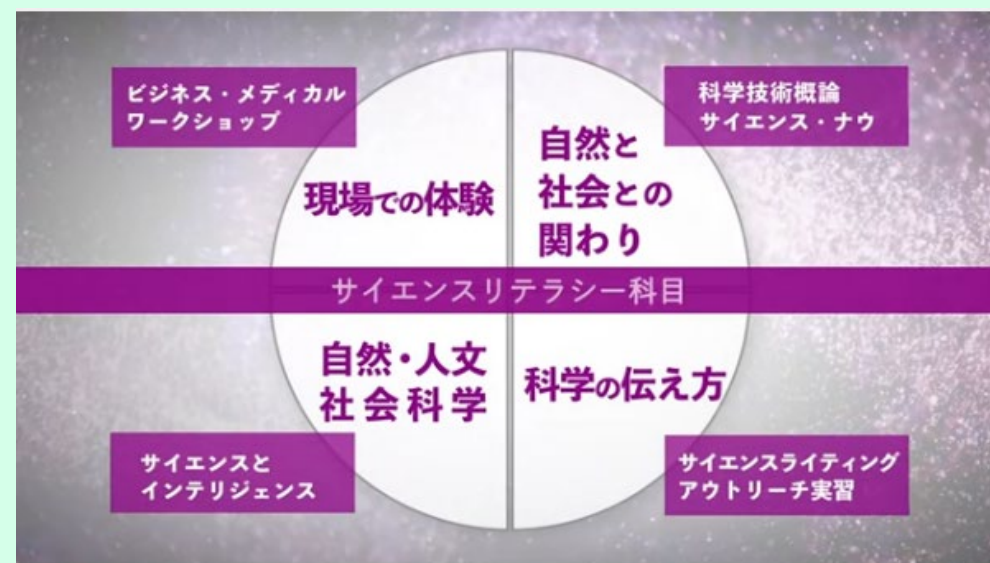 ビジネス・メディカル
ワークショップ
現場での体験
科学技術概論
サイエンス・ナウ
自然と
社会との
関わり
サイエンスリテラシー科目
自然・人文
社会科学
サイエンスと
インテリジェンス
科学の伝え方
サイエンスライティング
アウトリーチ実習